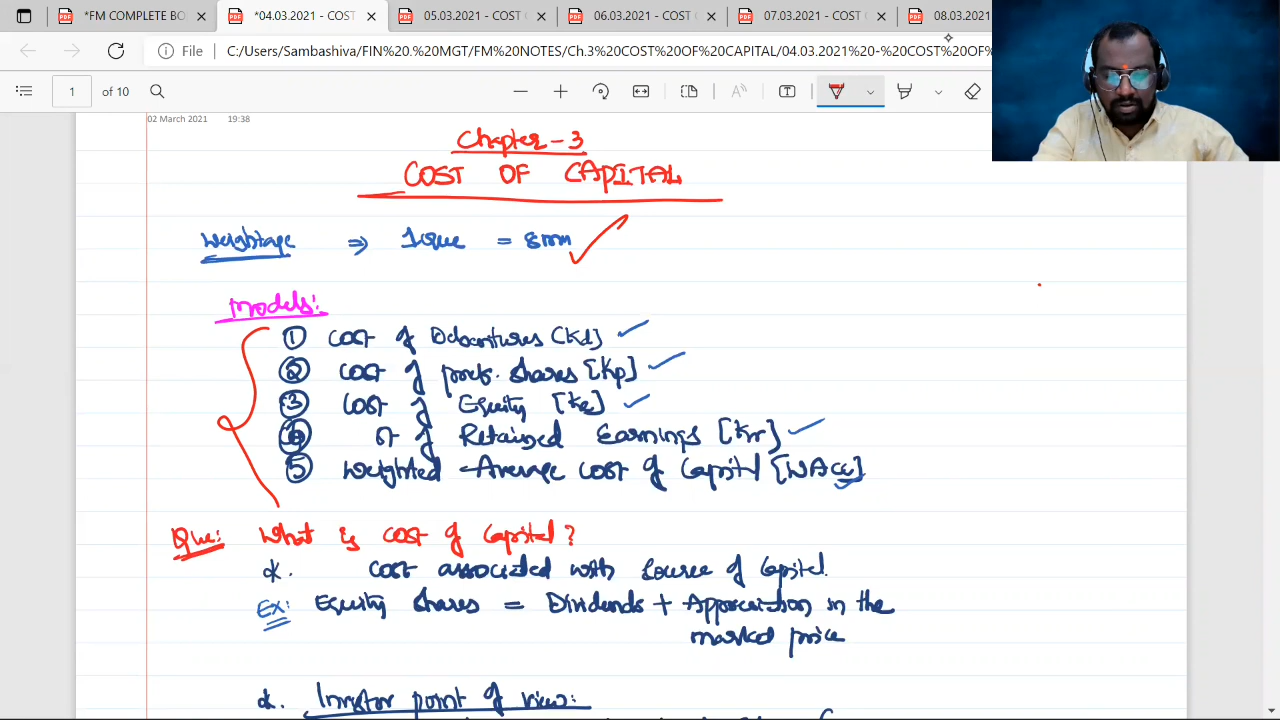 *FM COMPLETE BO
*04.03.2021 - COST C
05.03.2021 - COST C
06.03.2021 - COST C
07.03.2021 - COST C
08.03.2021
File C:/Users/Sambashiva/FIN%20.%20MGT/FM%20NOTES/Ch.3%20COST%20OF%20CAPITAL/04.03.2021%20-%20COST%20OF%
1 of 10
02 March 2021 19:38
Chapter - 3
COST OF CAPITAL
Weightage ⇒ 1 Que = 8mm
Models:
① COST of Debentures [Kd]
② COST of prefe. shares [Kp]
③ COST of Equity [Ke]
④ ST of Retained Earnings [Kr]
⑤ Weighted Average COST of Capital [WACC]
Que: What is COST of Capital?
COST associated with source of Capital.
Ex: Equity shares = Dividends + Appreciation in the
market price
Investor point of view: